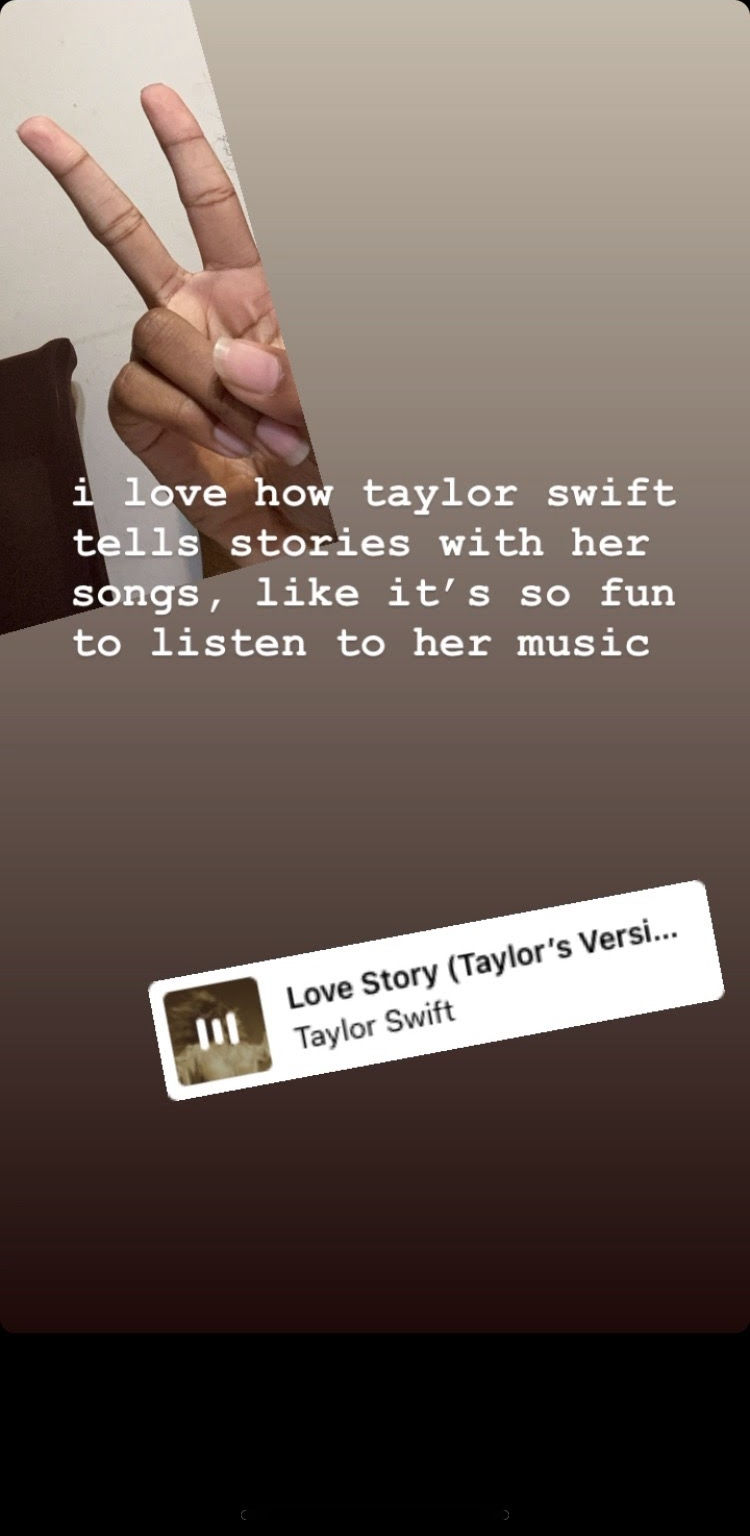 i love how taylor swift
tells stories with her
songs, like it’s so fun
to listen to her music
Love Story (Taylor’s Versi...
Taylor Swift